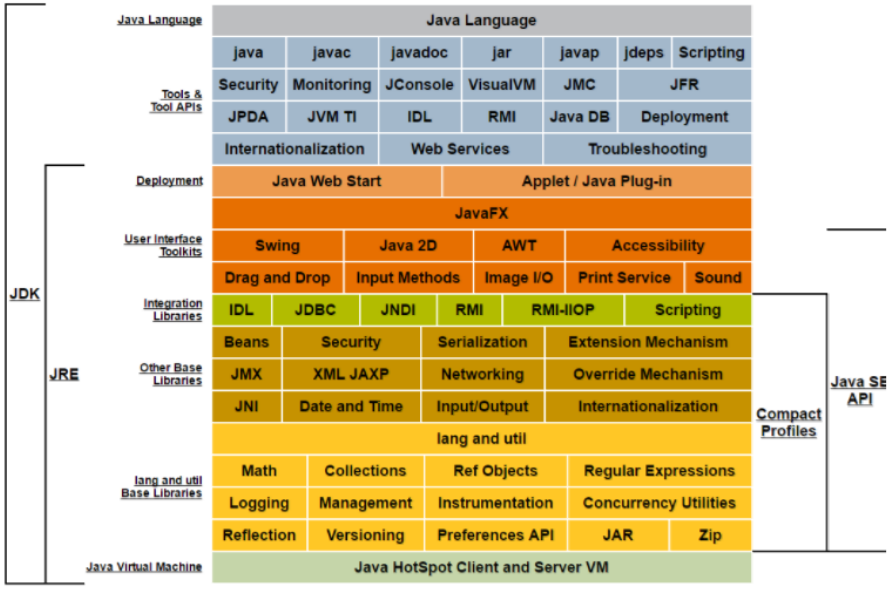 Java Language Java Language
java javac javadoc jar javap jdeps Scripting
Security Monitoring JConsole VisualVM JMC JFR
Tools &
Tool APIs
JPDA JVM TI IDL RMI Java DB Deployment
Internationalization Web Services Troubleshooting
Deployment Java Web Start Applet / Java Plug-in
JavaFX
User Interface
Toolkits
Swing Java 2D AWT Accessibility
Drag and Drop Input Methods Image I/O Print Service Sound
JDK
Integration
Libraries
IDL JDBC JNDI RMI RMI-IIOP Scripting
Beans Security Serialization Extension Mechanism
JRE
Other Base
Libraries
JMX XML JAXP Networking Override Mechanism
Java SE
API
JNI Date and Time Input/Output Internationalization
Compact
Profiles
lang and util
Math Collections Ref Objects Regular Expressions
lang and util
Base Libraries
Logging Management Instrumentation Concurrency Utilities
Reflection Versioning Preferences API JAR Zip
Java Virtual Machine Java HotSpot Client and Server VM